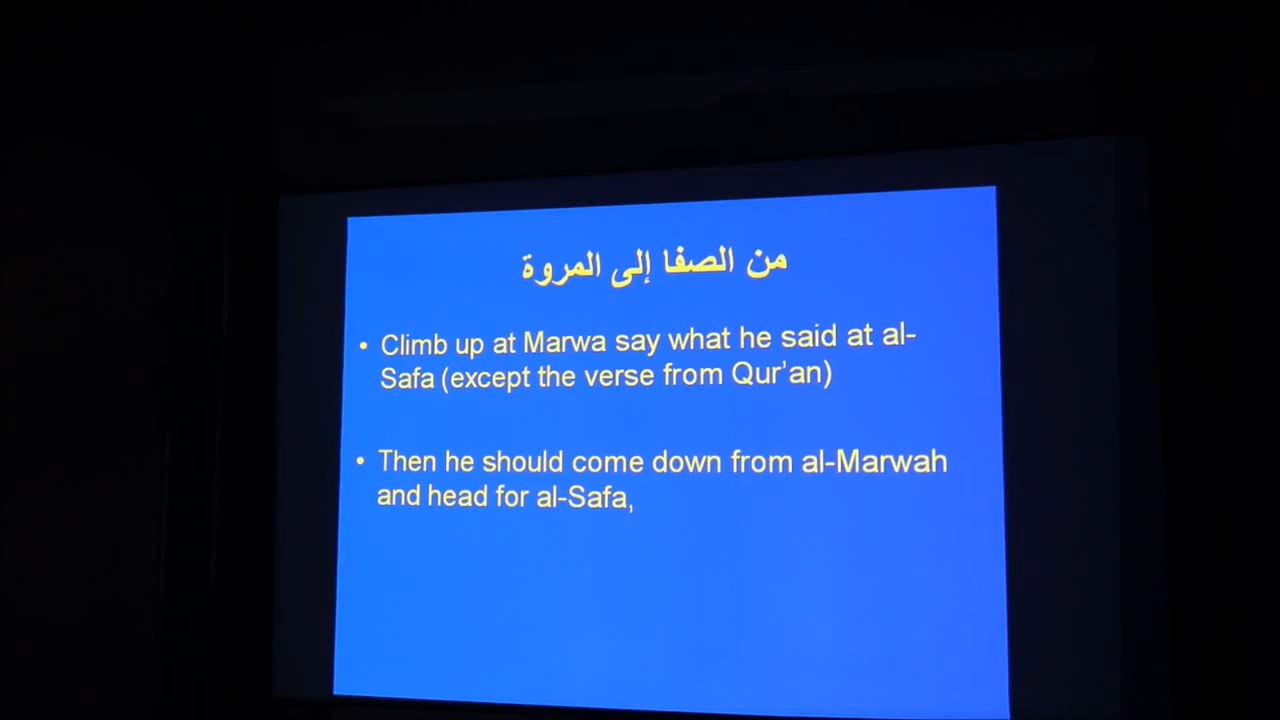 من الصفا إلى المروة
• Climb up at Marwa say what he said at al-
Safa (except the verse from Qur’an)
• Then he should come down from al-Marwah
and head for al-Safa,